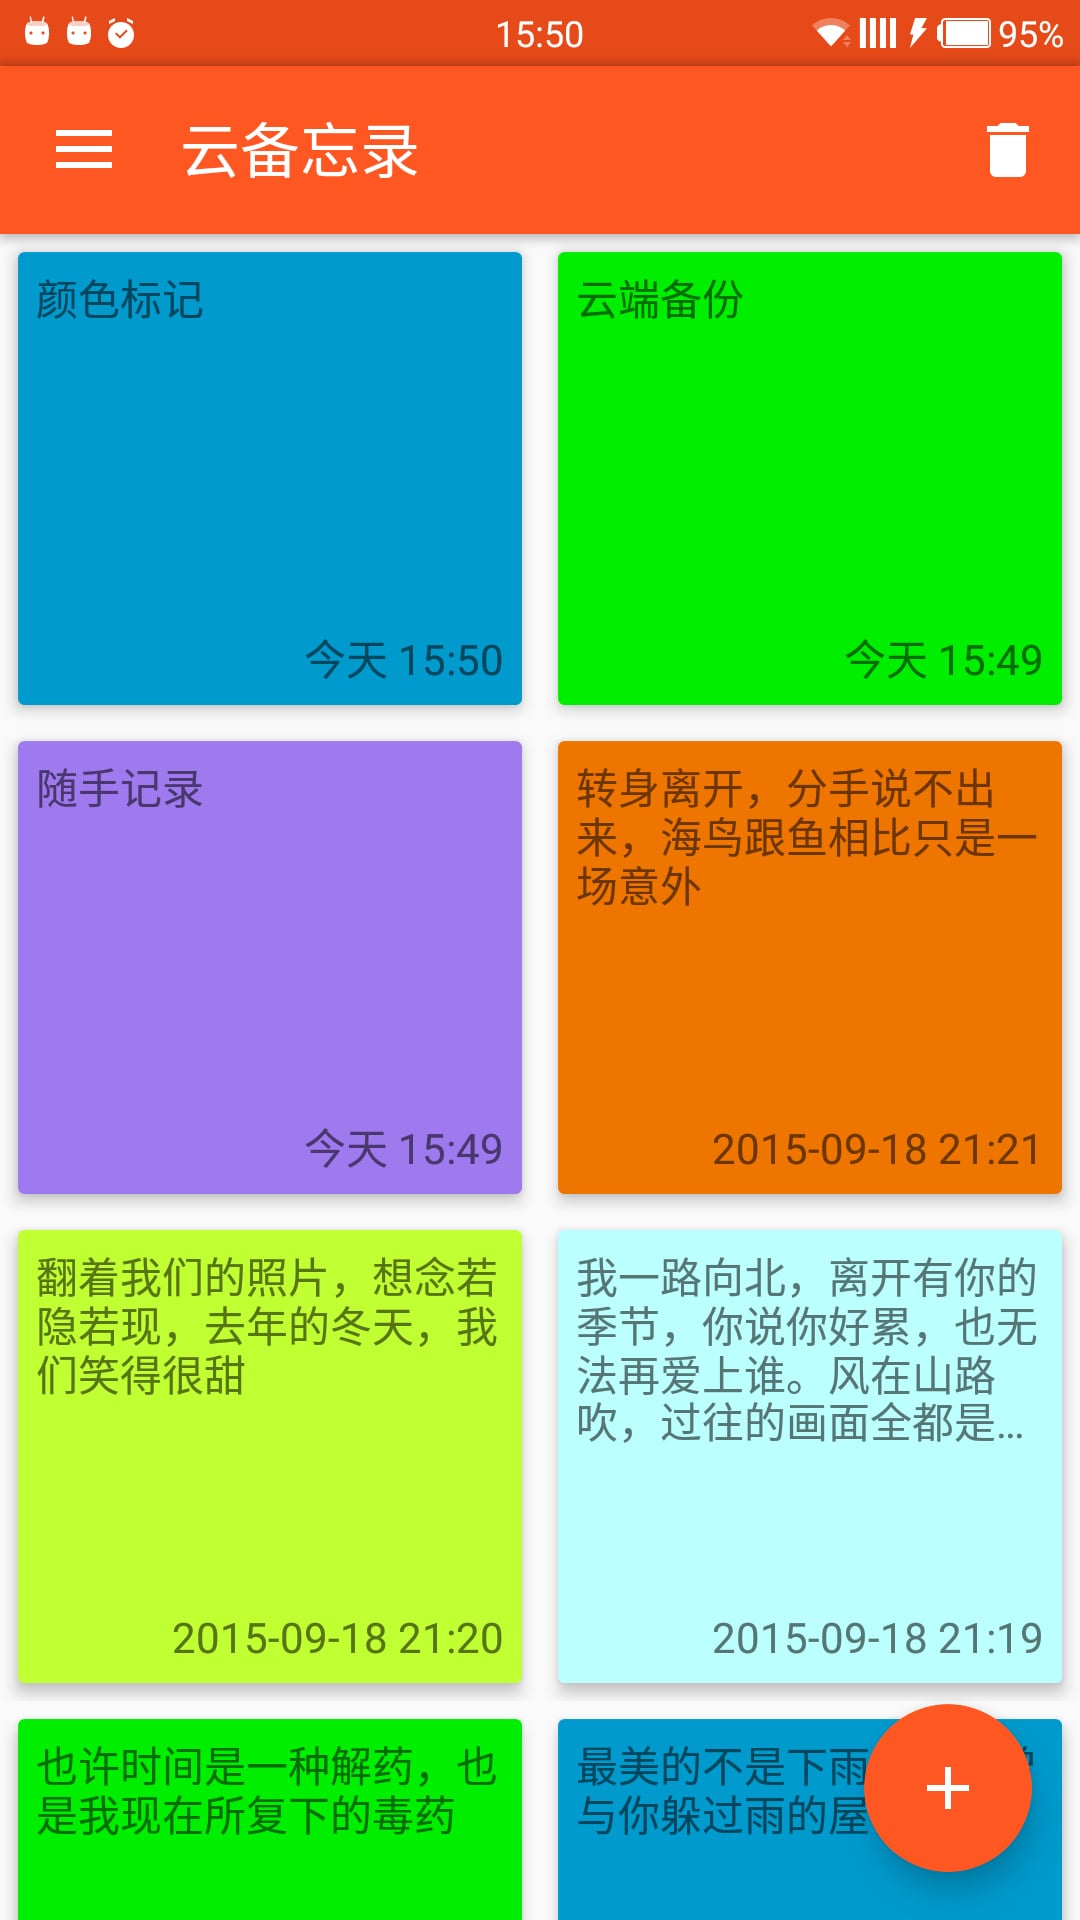 15:50
95%
云备忘录
颜色标记
今天 15:50
云端备份
今天 15:49
随手记录
今天 15:49
转身离开，分手说不出
来，海鸟跟鱼相比只是一
场意外
2015-09-18 21:21
翻着我们的照片，想念若
隐若现，去年的冬天，我
们笑得很甜
2015-09-18 21:20
我一路向北，离开有你的
季节，你说你好累，也无
法再爱上谁。风在山路
吹，过往的画面全都是...
2015-09-18 21:19
也许时间是一种解药，也
是我现在所复下的毒药
最美的不是下雨
与你躲过雨的屋